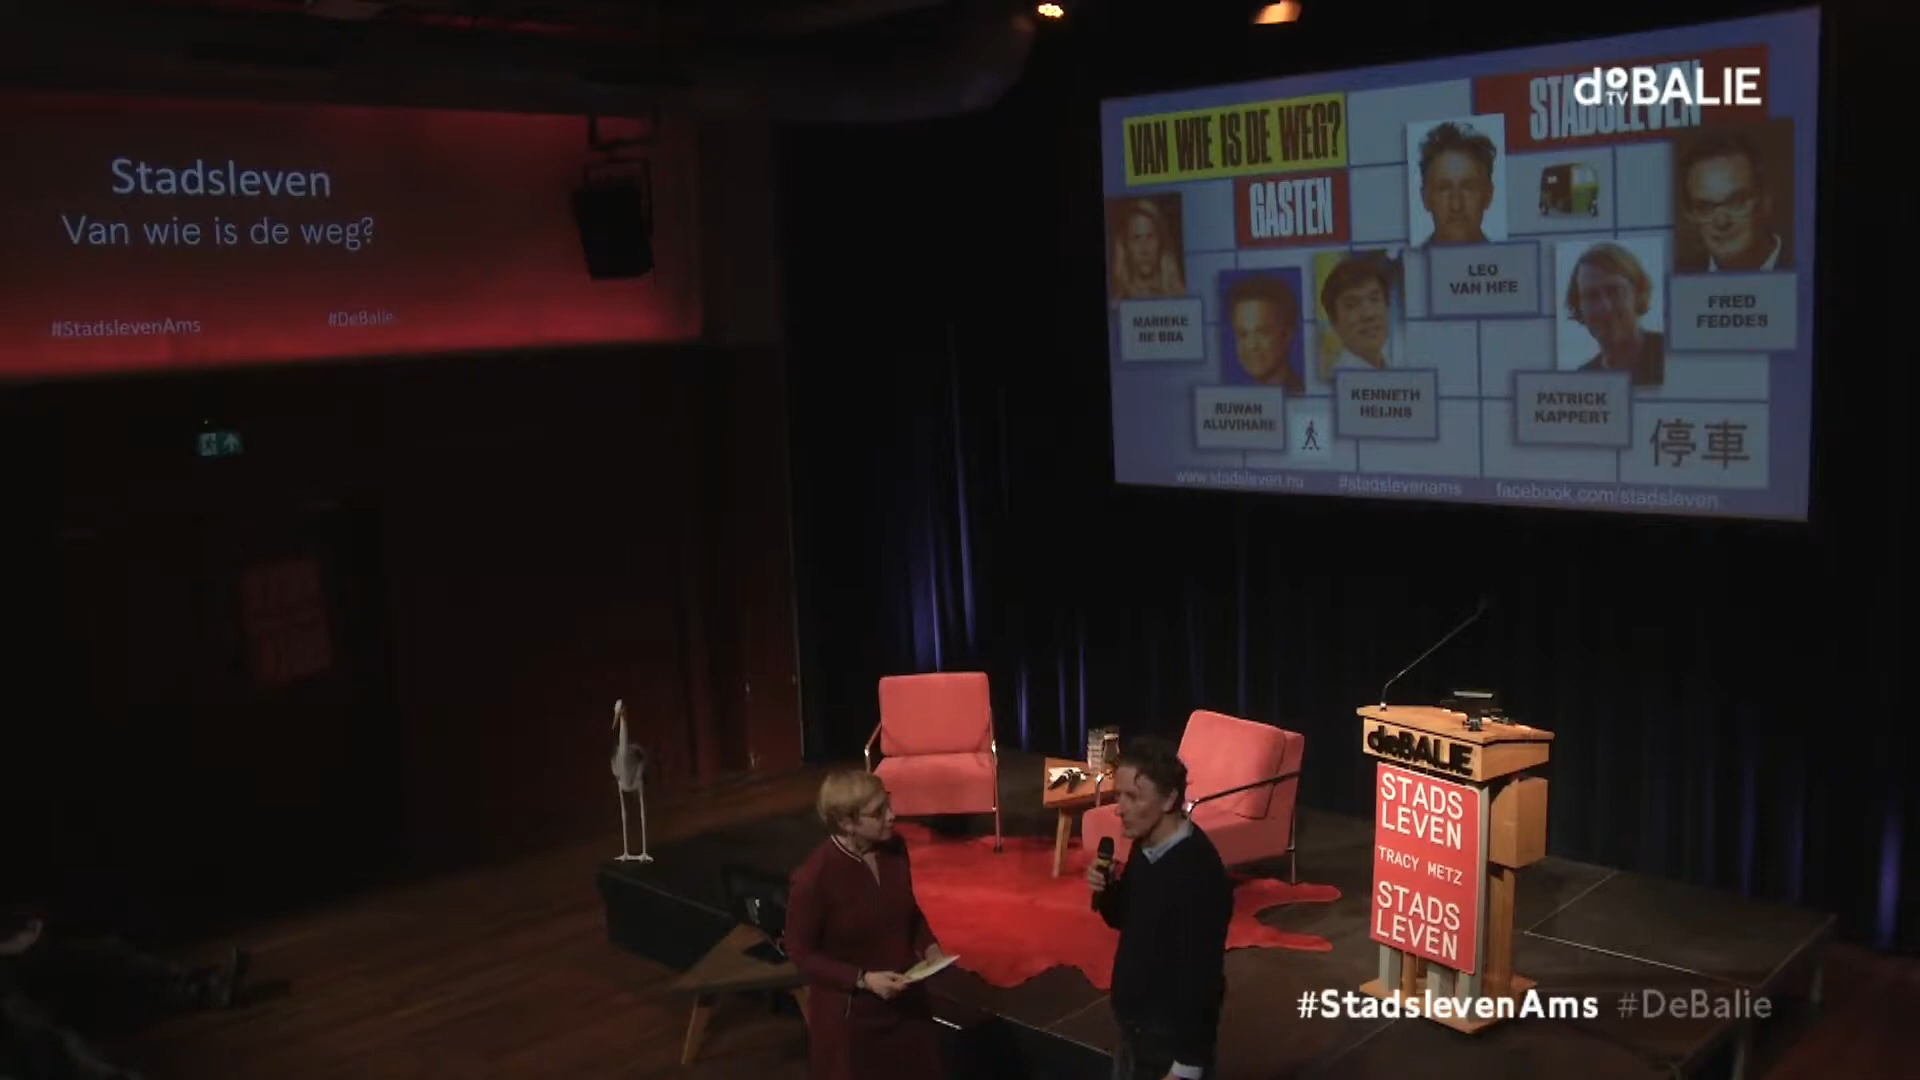 Stadsleven
Van wie is de weg?
#StadslevenAms
#DeBalie
doTVBALIE
VAN WIE IS DE WEG?
STADSLEVEN
GASTEN
MARIEKE
DE BRA
RUWAN
ALUVIHARE
KENNETH
HEIJNS
LEO
VAN HEE
PATRICK
KAPPERT
FRED
FEDDES
停車
www.stadsleven.nu
#stadslevenams
facebook.com/stadsleven
deBALIE
STADS
LEVEN
TRACY METZ
STADS
LEVEN
#StadslevenAms #DeBalie